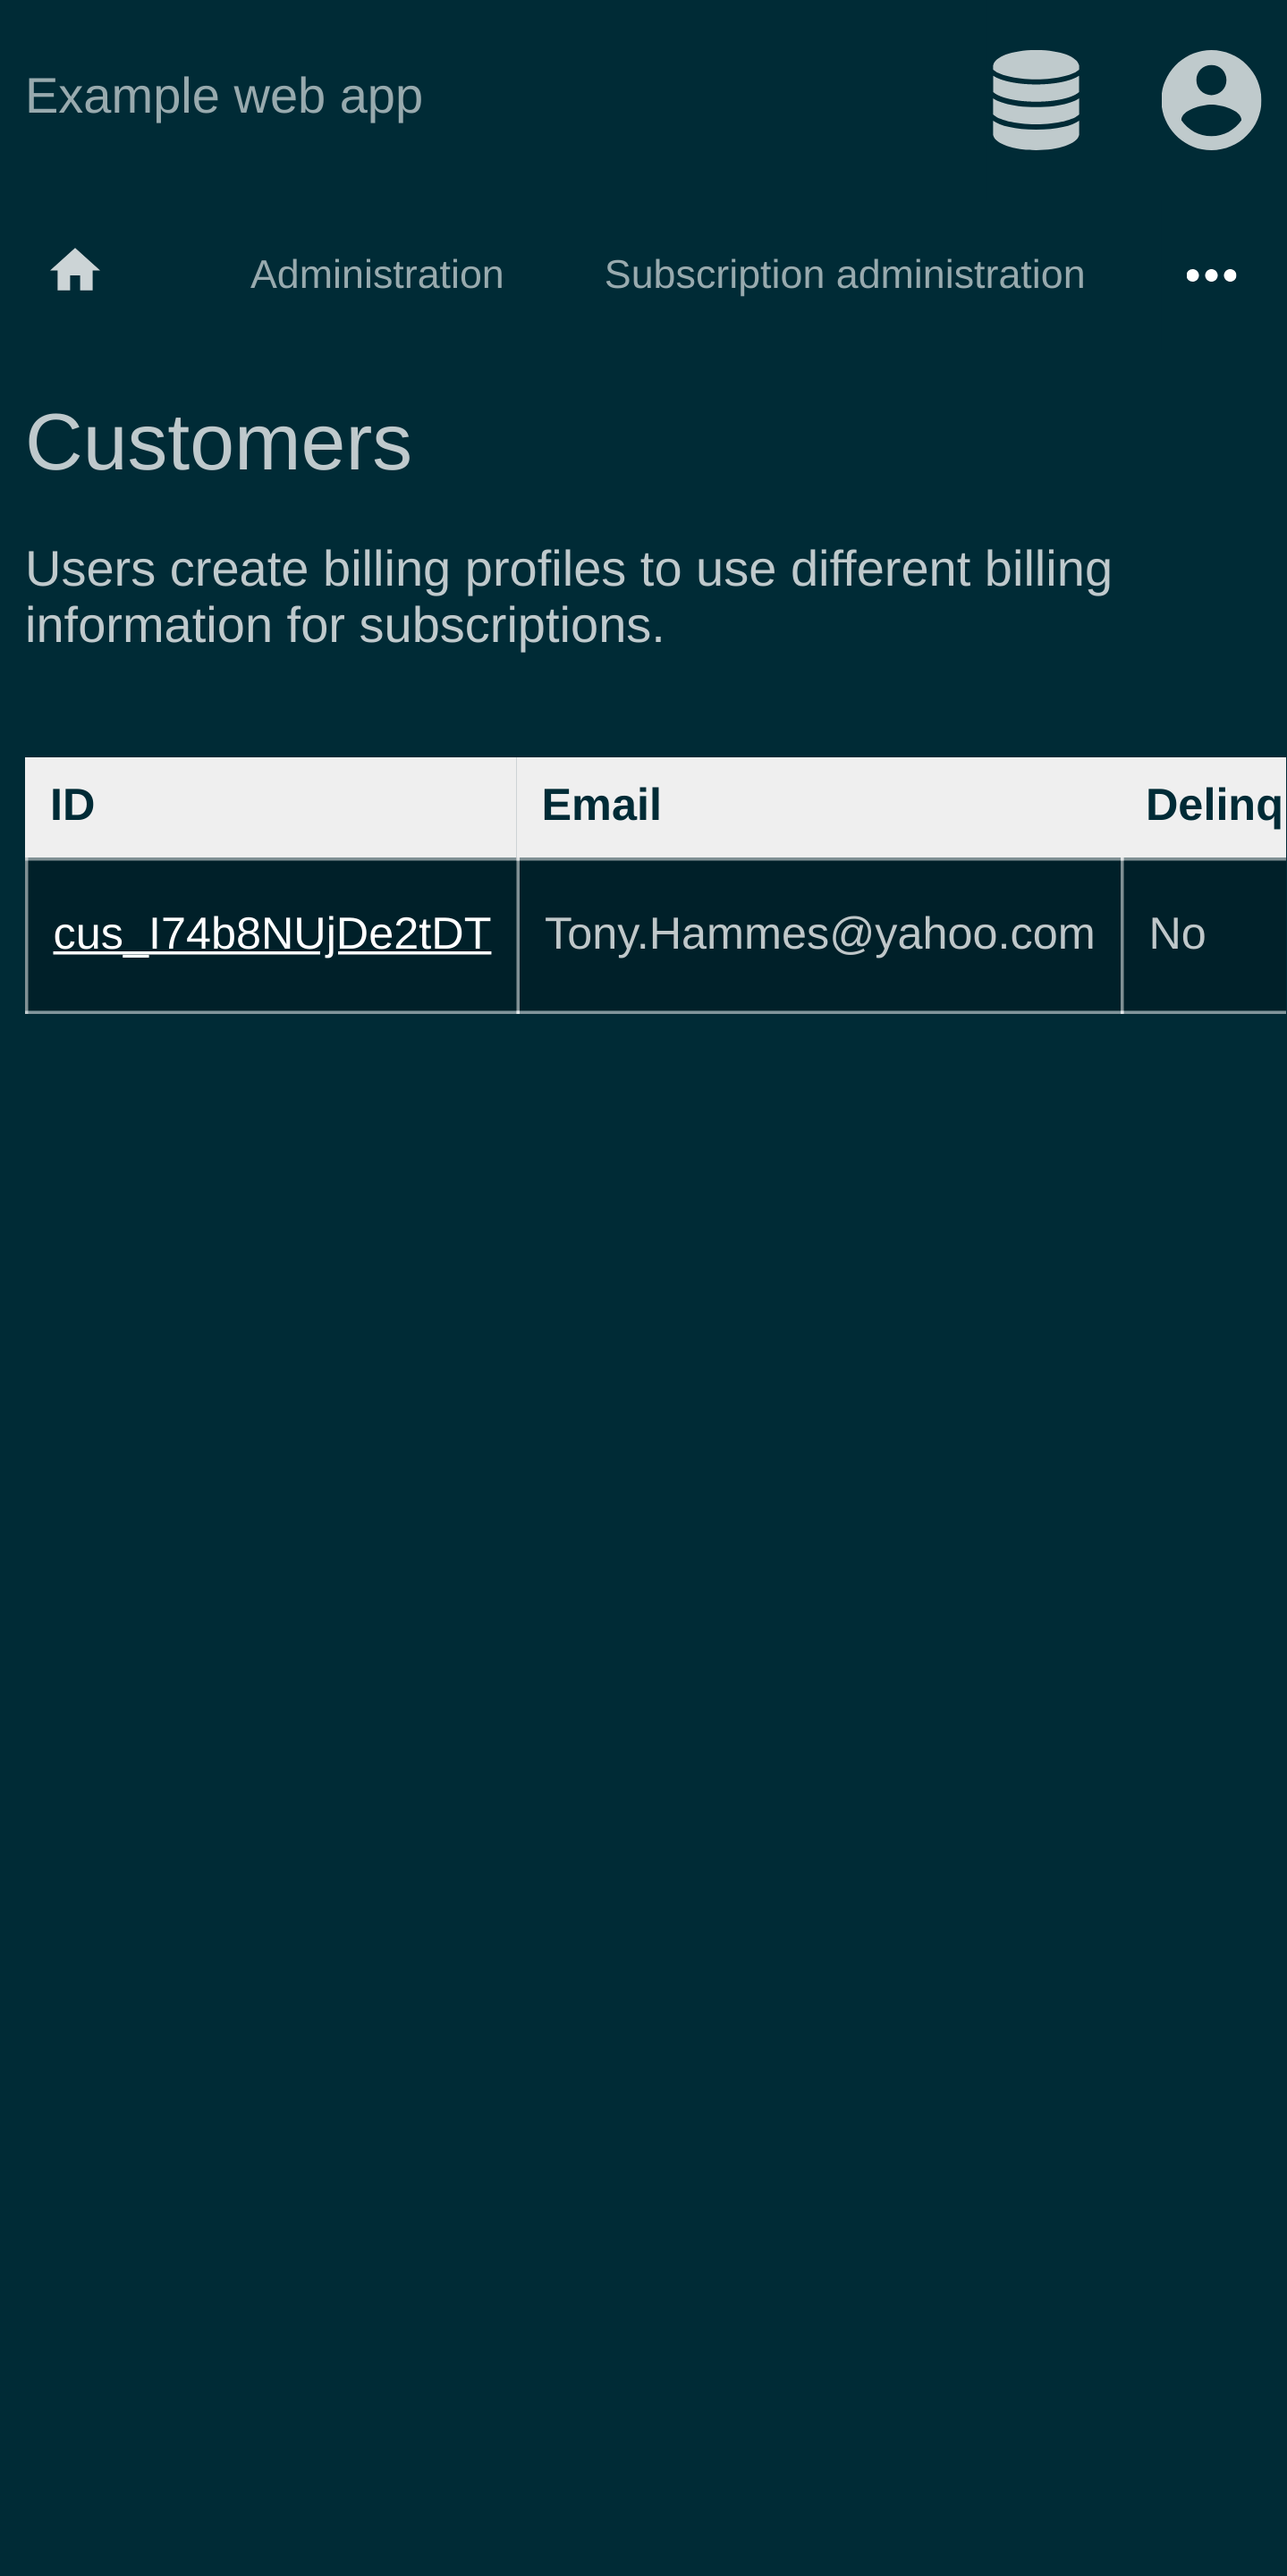 Example web app
Administration Subscription administration
Customers
Users create billing profiles to use different billing
information for subscriptions.
ID Email Delinq
cus_I74b8NUjDe2tDT Tony.Hammes@yahoo.com No